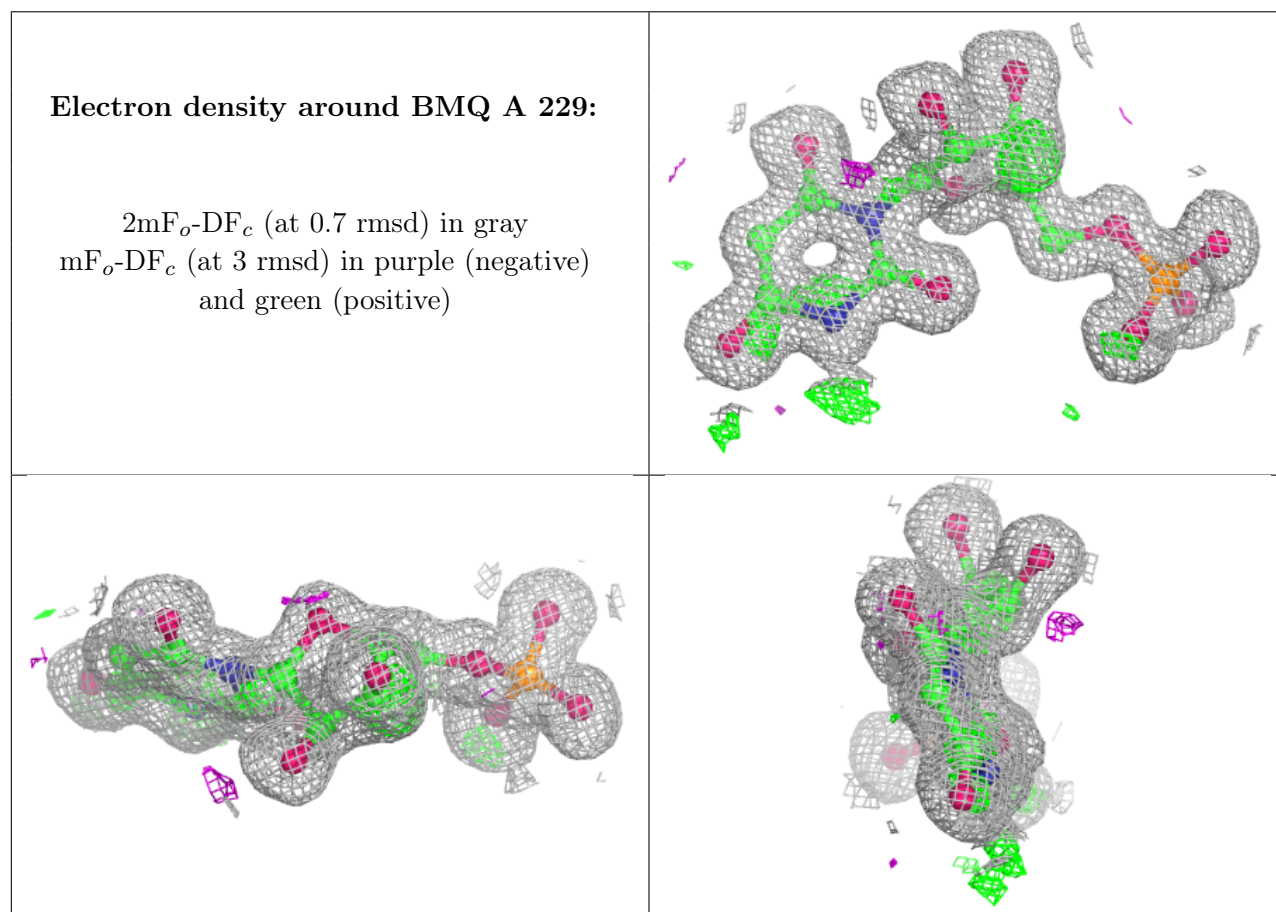 Electron density around BMQ A 229:
2mFo-DFc (at 0.7 rmsd) in gray
mFo-DFc (at 3 rmsd) in purple (negative)
and green (positive)